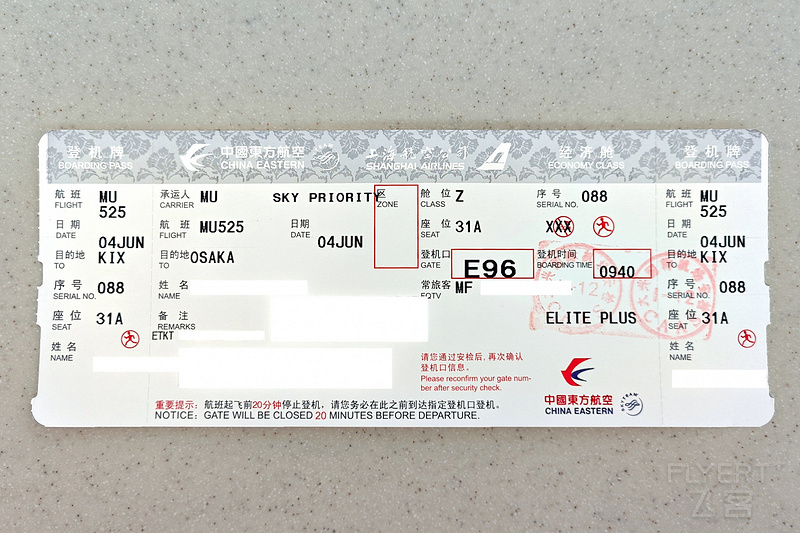 登机牌
BOARDING PASS
中國東方航空
CHINA EASTERN
上海航空公司
SHANGHAI AIRLINES
经济舱
ECONOMY CLASS
登机牌
BOARDING PASS
航班 MU
FLIGHT 525
日期
DATE 04JUN
目的地 KIX
TO
序号 088
SERIAL NO.
座位 31A
SEAT
姓名
NAME
承运人 MU
CARRIER
SKY PRIORITY
区
ZONE
航班 MU525
FLIGHT
日期
DATE 04JUN
目的地 OSAKA
TO
姓名
NAME
备注
REMARKS
ETKT
舱位 Z
CLASS
序号 088
SERIAL NO.
座位 31A
SEAT
XXX
登机口 E96
GATE
登机时间 0940
BOARDING TIME
常旅客 MF
FQTV
ELITE PLUS
请您通过安检后,再次确认
登机口信息。
Please reconfirm your gate num-
ber after security check.
中國東方航空
CHINA EASTERN
SKYTEAM
重要提示：航班起飞前20分钟停止登机，请您务必在此之前到达指定登机口登机。
NOTICE: GATE WILL BE CLOSED 20 MINUTES BEFORE DEPARTURE.
航班 MU
FLIGHT 525
日期
DATE 04JUN
目的地 KIX
TO
序号 088
SERIAL NO.
座位 31A
SEAT
姓名
NAME
FLYERT
飞客